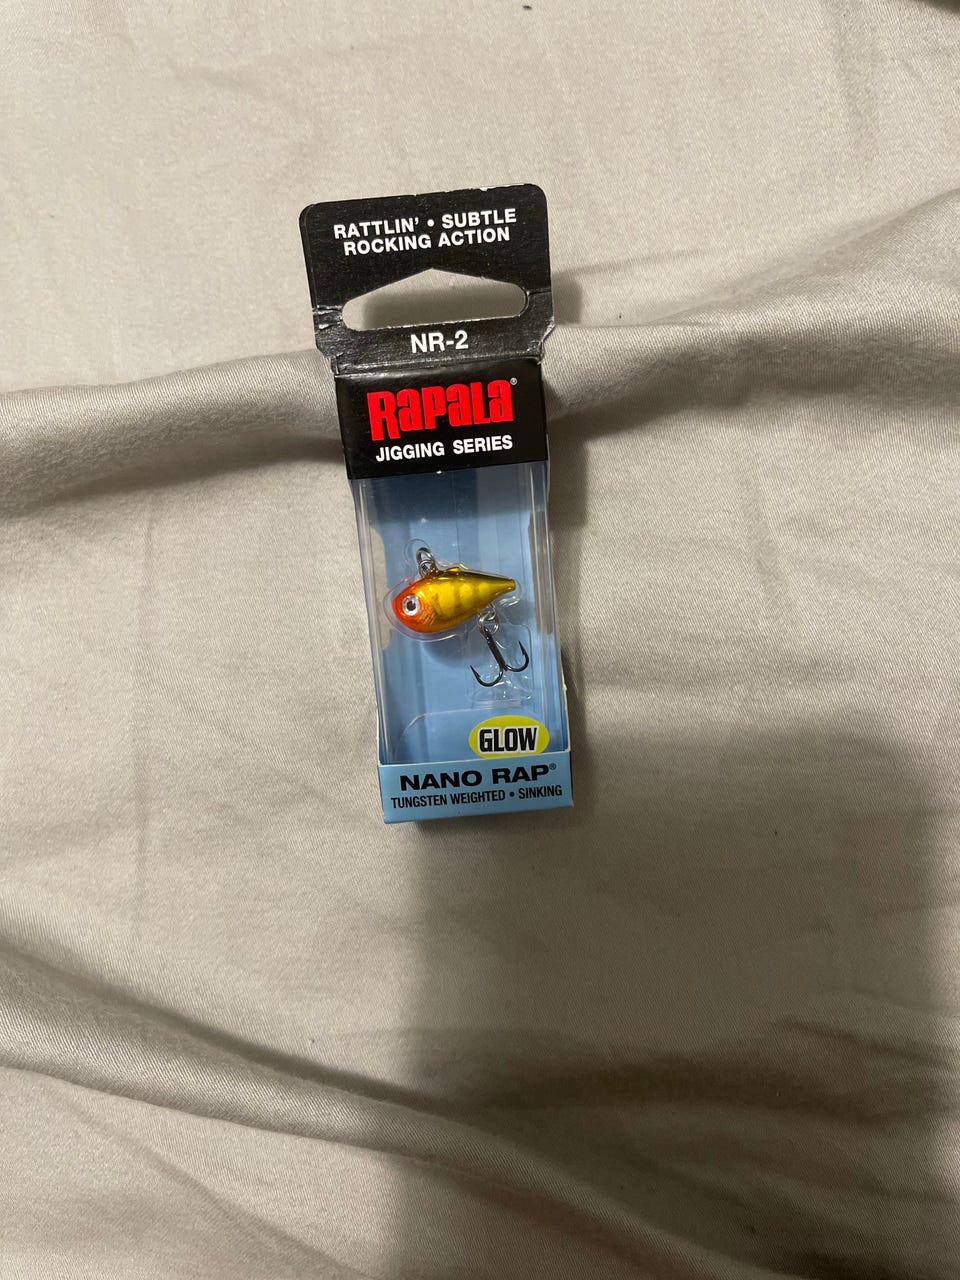 RATTLIN' • SUBTLE
ROCKING ACTION
NR-2
Rapala®
JIGGING SERIES
GLOW
NANO RAP®
TUNGSTEN WEIGHTED • SINKING